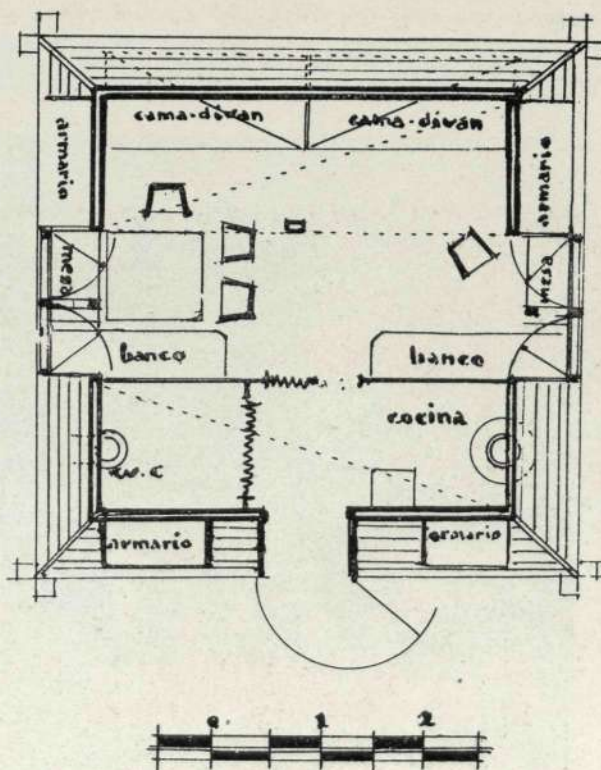 cama-divan cama-divan
armario
armario
mesa
mesa
banco banco
cocina
w.c
armario armario
0 1 2